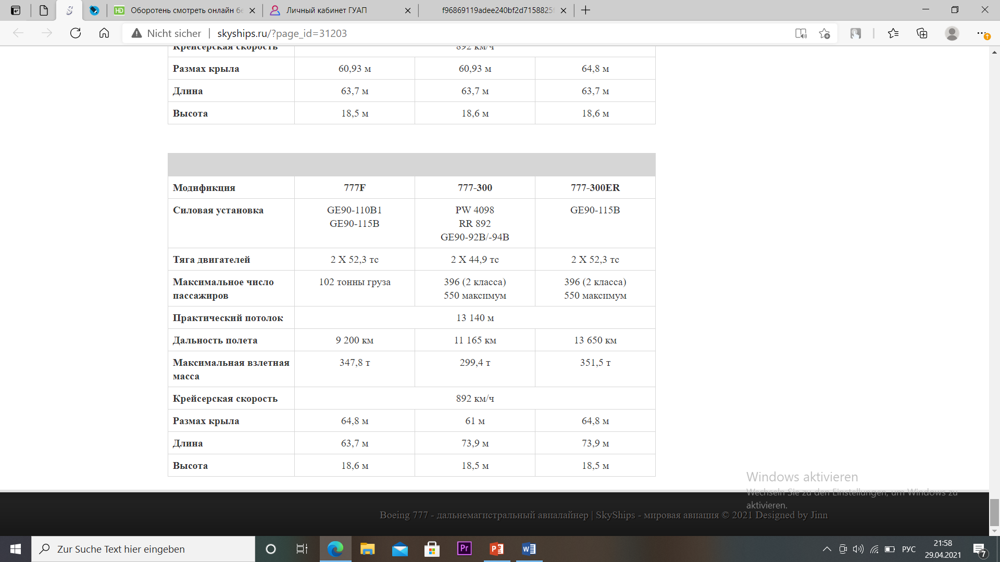 HD Оборотень смотреть онлайн бе
Личный кабинет ГУАП
f96869119adee240bf2d7158825f
Nicht sicher | skyships.ru/?page_id=31203
Крейсерская скорость 892 км/ч
Размах крыла 60,93 м 60,93 м 64,8 м
Длина 63,7 м 63,7 м 63,7 м
Высота 18,5 м 18,6 м 18,6 м
Модификция 777F 777-300 777-300ER
Силовая установка GE90-110B1 PW 4098 GE90-115B
GE90-115B RR 892
GE90-92B/-94B
Тяга двигателей 2 X 52,3 тс 2 X 44,9 тс 2 X 52,3 тс
Максимальное число 102 тонны груза 396 (2 класса) 396 (2 класса)
пассажиров 550 максимум 550 максимум
Практический потолок 13 140 м
Дальность полета 9 200 км 11 165 км 13 650 км
Максимальная взлетная 347,8 т 299,4 т 351,5 т
масса
Крейсерская скорость 892 км/ч
Размах крыла 64,8 м 61 м 64,8 м
Длина 63,7 м 73,9 м 73,9 м
Высота 18,6 м 18,5 м 18,5 м
Windows aktivieren
Wechseln Sie zu den Einstellungen, um Windows zu
aktivieren.
Boeing 777 - дальнемагистральный авиалайнер | SkyShips - мировая авиация © 2021 Designed by Jinn
Zur Suche Text hier eingeben
Pr
P
W
РУС
21:58
29.04.2021
7